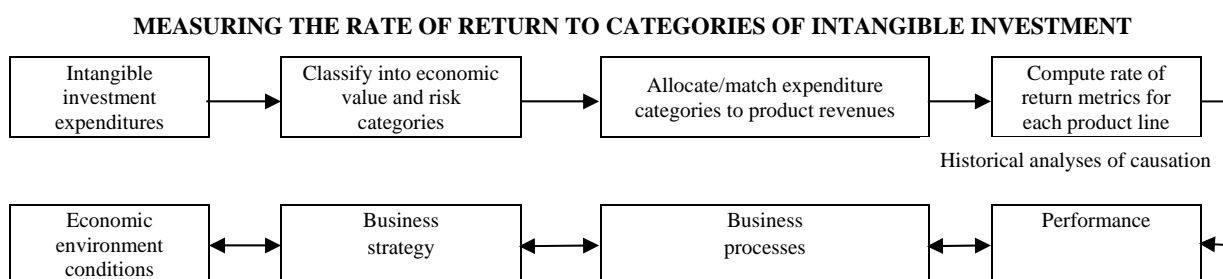 MEASURING THE RATE OF RETURN TO CATEGORIES OF INTANGIBLE INVESTMENT
Intangible
investment
expenditures
Classify into economic
value and risk
categories
Allocate/match expenditure
categories to product revenues
Compute rate of
return metrics for
each product line
Historical analyses of causation
Economic
environment
conditions
Business
strategy
Business
processes
Performance